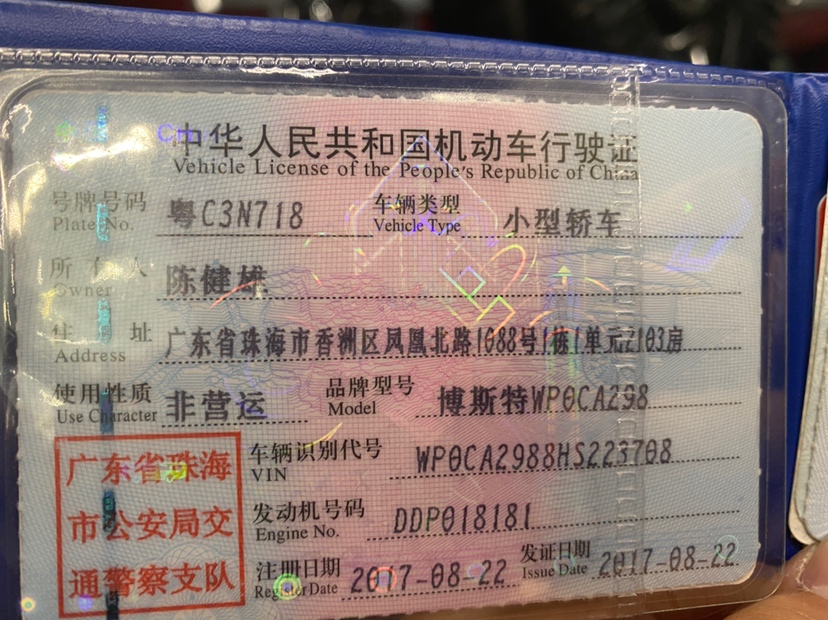 中华人民共和国机动车行驶证
Vehicle License of the People's Republic of China
号牌号码 粤C3N718 车辆类型 小型轿车
Plate No. Vehicle Type
所有人 陈健雄
Owner
住址 广东省珠海市香洲区凤凰北路1088号1栋1单元2103房
Address
使用性质 非营运 品牌型号 博斯特WP0CA298
Use Character Model
广东省珠海
市公安局交
通警察支队
车辆识别代号 WP0CA2988HS223708
VIN
发动机号码 DDP018181
Engine No.
注册日期 2017-08-22 发证日期 2017-08-22
Register Date Issue Date